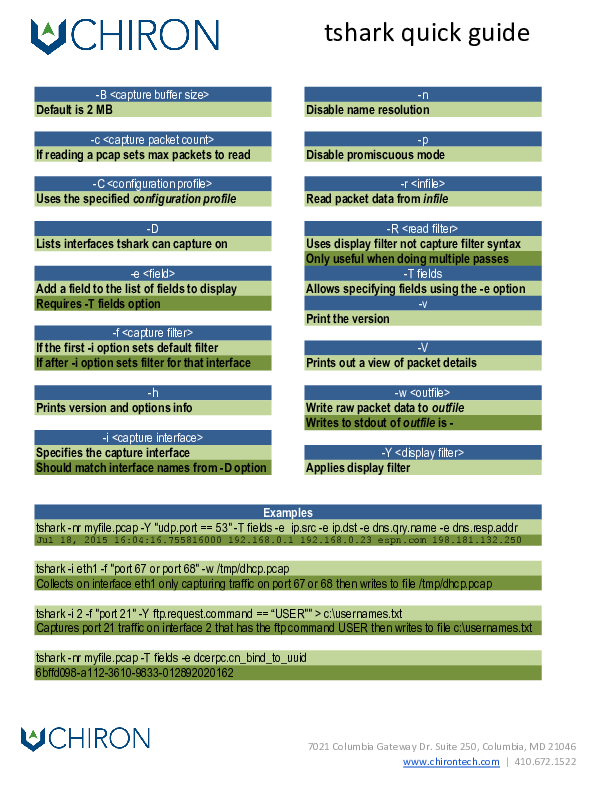 CHIRON
tshark quick guide
-B <capture buffer size>
Default is 2 MB
-c <capture packet count>
If reading a pcap sets max packets to read
-C <configuration profile>
Uses the specified configuration profile
-D
Lists interfaces tshark can capture on
-e <field>
Add a field to the list of fields to display
Requires -T fields option
-f <capture filter>
If the first -i option sets default filter
If after -i option sets filter for that interface
-h
Prints version and options info
-i <capture interface>
Specifies the capture interface
Should match interface names from -D option
-n
Disable name resolution
-p
Disable promiscuous mode
-r <infile>
Read packet data from infile
-R <read filter>
Uses display filter not capture filter syntax
Only useful when doing multiple passes
-T fields
Allows specifying fields using the -e option
-v
Print the version
-V
Prints out a view of packet details
-w <outfile>
Write raw packet data to outfile
Writes to stdout of outfile is -
-Y <display filter>
Applies display filter
Examples
tshark -nr myfile.pcap -Y "udp.port == 53" -T fields -e ip.src -e ip.dst -e dns.qry.name -e dns.resp.addr
Jul 18, 2015 16:04:16.755816000 192.168.0.1 192.168.0.23 espn.com 198.181.132.250
tshark -i eth1 -f "port 67 or port 68" -w /tmp/dhcp.pcap
Collects on interface eth1 only capturing traffic on port 67 or 68 then writes to file /tmp/dhcp.pcap
tshark -i 2 -f "port 21" -Y ftp.request.command == “USER"" > c:\usernames.txt
Captures port 21 traffic on interface 2 that has the ftp command USER then writes to file c:\usernames.txt
tshark -nr myfile.pcap -T fields -e dcerpc.cn_bind_to_uuid
6bffd098-a112-3610-9833-012892020162
CHIRON
7021 Columbia Gateway Dr. Suite 250, Columbia, MD 21046
www.chirontech.com | 410.672.1522